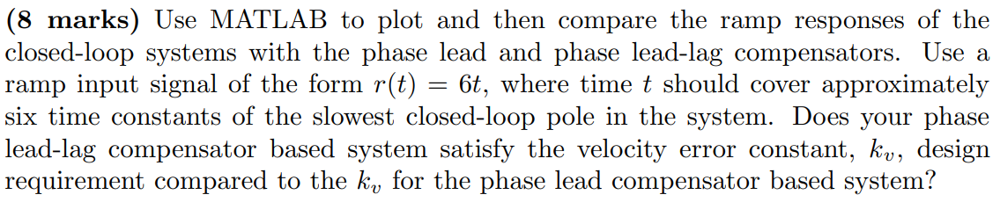 (8 marks) Use MATLAB to plot and then compare the ramp responses of the
closed-loop systems with the phase lead and phase lead-lag compensators. Use a
ramp input signal of the form r(t) = 6t, where time t should cover approximately
six time constants of the slowest closed-loop pole in the system. Does your phase
lead-lag compensator based system satisfy the velocity error constant, kᵥ, design
requirement compared to the kᵥ for the phase lead compensator based system?